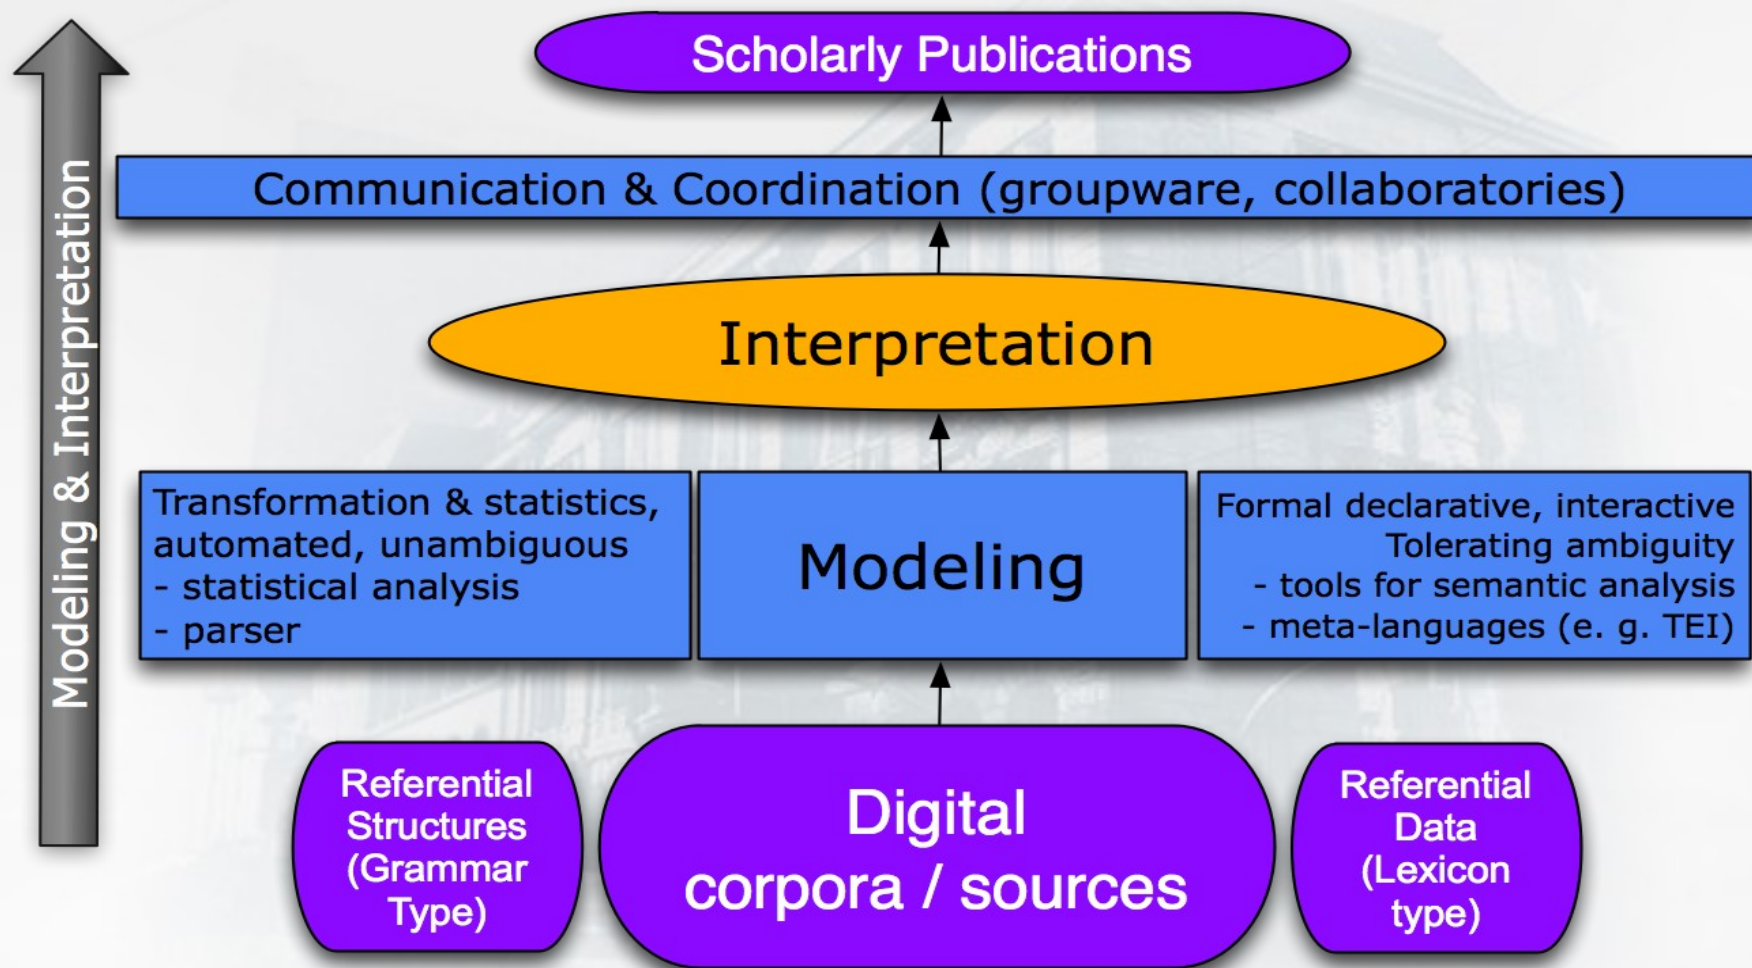 Scholarly Publications
Communication & Coordination (groupware, collaboratories)
Interpretation
Modeling & Interpretation
Transformation & statistics,
automated, unambiguous
- statistical analysis
- parser
Modeling
Formal declarative, interactive
Tolerating ambiguity
- tools for semantic analysis
- meta-languages (e. g. TEI)
Referential
Structures
(Grammar
Type)
Digital
corpora / sources
Referential
Data
(Lexicon
type)